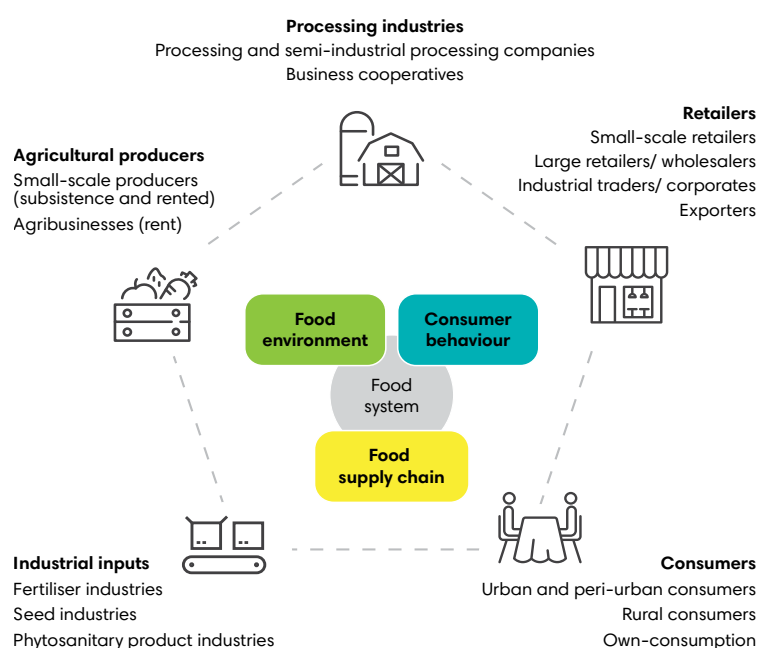 Processing industries
Processing and semi-industrial processing companies
Business cooperatives
Retailers
Small-scale retailers
Large retailers/ wholesalers
Industrial traders/ corporates
Exporters
Agricultural producers
Small-scale producers
(subsistence and rented)
Agribusinesses (rent)
Food
environment
Consumer
behaviour
Food
system
Food
supply chain
Industrial inputs
Fertiliser industries
Seed industries
Phytosanitary product industries
Consumers
Urban and peri-urban consumers
Rural consumers
Own-consumption